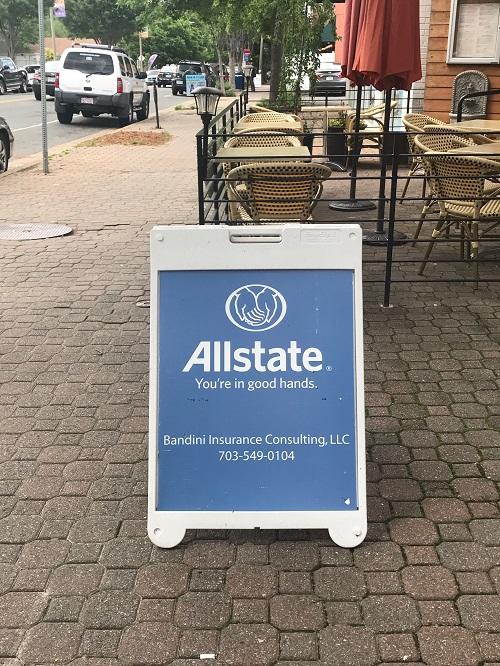 Allstate®
You're in good hands.
Bandini Insurance Consulting, LLC
703-549-0104